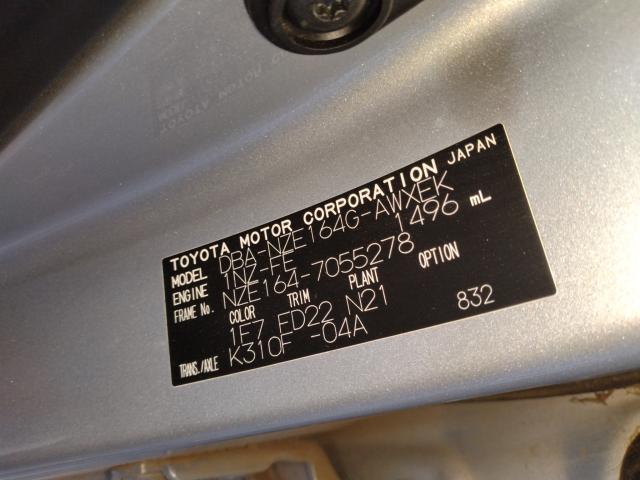 TOYOTA MOTOR CORPORATION JAPAN
MODEL DBA-NZE164G-AWXEK
ENGINE 1NZ-FE 1496 mL
FRAME No. NZE164-7055278
COLOR TRIM PLANT OPTION
1E7 FD22 N21
TRANS./AXLE K310F -04A 832